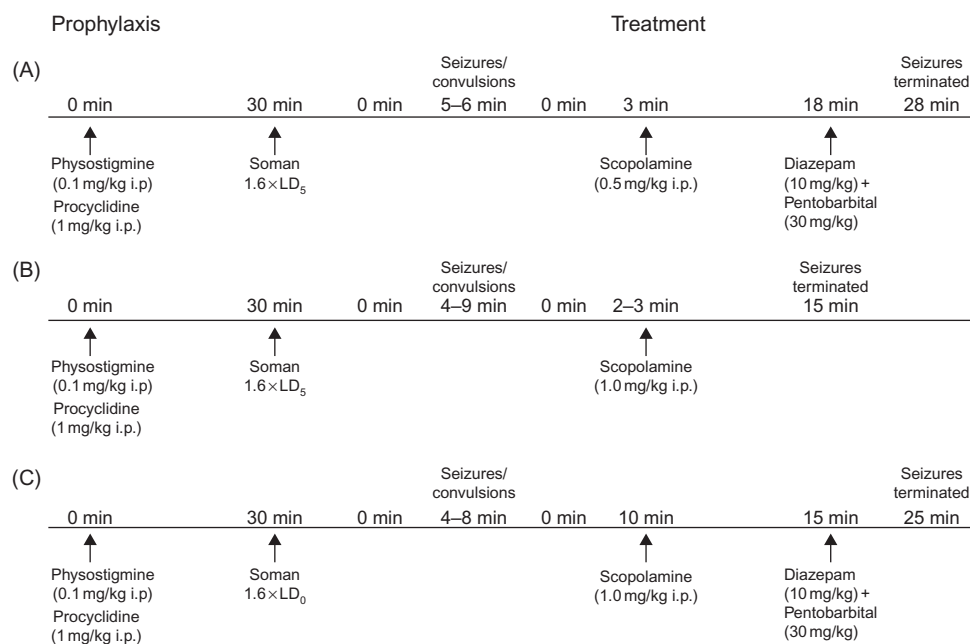 Prophylaxis Treatment
(A)
Seizures/
convulsions
Seizures
terminated
0 min 30 min 0 min 5–6 min 0 min 3 min 18 min 28 min
Physostigmine
(0.1 mg/kg i.p)
Procyclidine
(1 mg/kg i.p.)
Soman
1.6×LD5
Scopolamine
(0.5 mg/kg i.p.)
Diazepam
(10 mg/kg) +
Pentobarbital
(30 mg/kg)
(B)
Seizures/
convulsions
Seizures
terminated
0 min 30 min 0 min 4–9 min 0 min 2–3 min 15 min
Physostigmine
(0.1 mg/kg i.p)
Procyclidine
(1 mg/kg i.p.)
Soman
1.6×LD5
Scopolamine
(1.0 mg/kg i.p.)
(C)
Seizures/
convulsions
Seizures
terminated
0 min 30 min 0 min 4–8 min 0 min 10 min 15 min 25 min
Physostigmine
(0.1 mg/kg i.p.)
Procyclidine
(1 mg/kg i.p.)
Soman
1.6×LD0
Scopolamine
(1.0 mg/kg i.p.)
Diazepam
(10 mg/kg) +
Pentobarbital
(30 mg/kg)